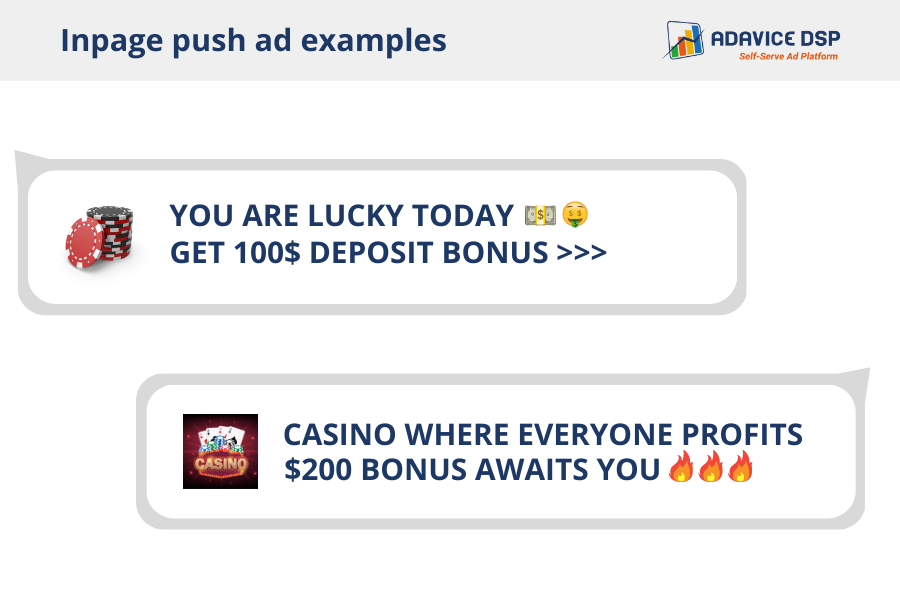 Inpage push ad examples
ADAVICE DSP
Self-Serve Ad Platform
YOU ARE LUCKY TODAY 💵🤑
GET 100$ DEPOSIT BONUS >>>
CASINO
CASINO WHERE EVERYONE PROFITS
$200 BONUS AWAITS YOU🔥🔥🔥